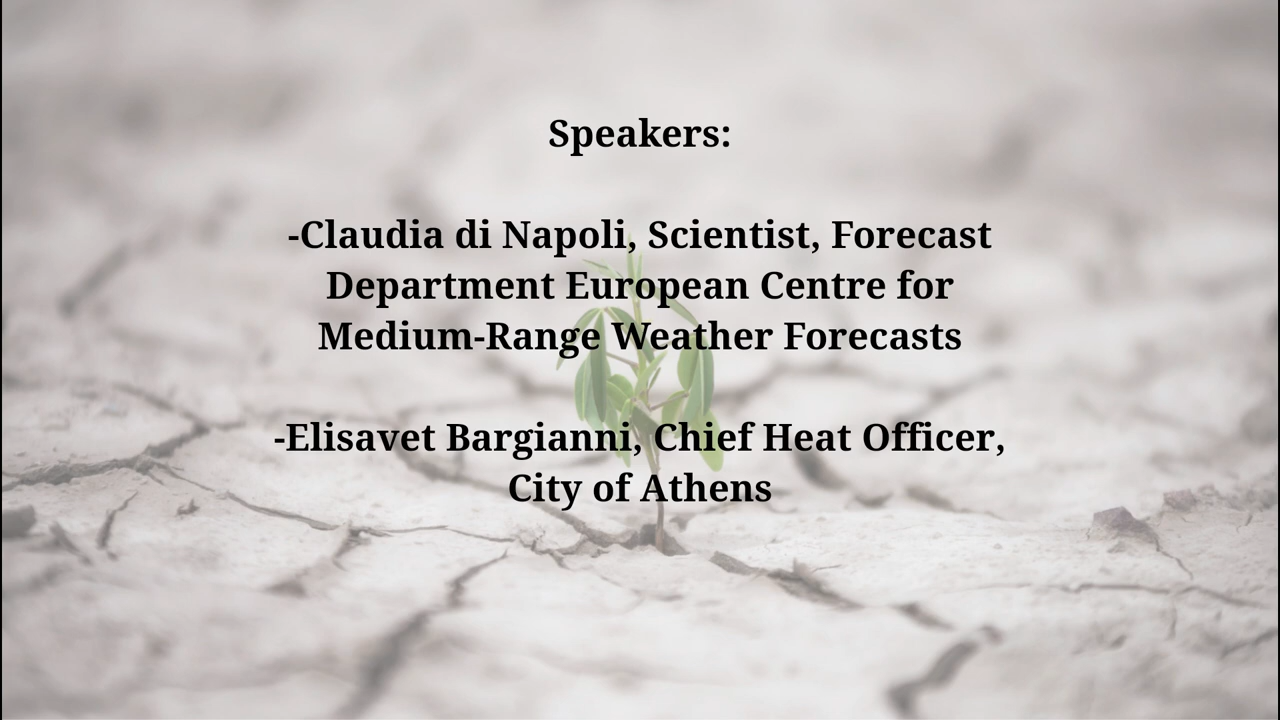 Speakers:
-Claudia di Napoli, Scientist, Forecast
Department European Centre for
Medium-Range Weather Forecasts
-Elisavet Bargianni, Chief Heat Officer,
City of Athens